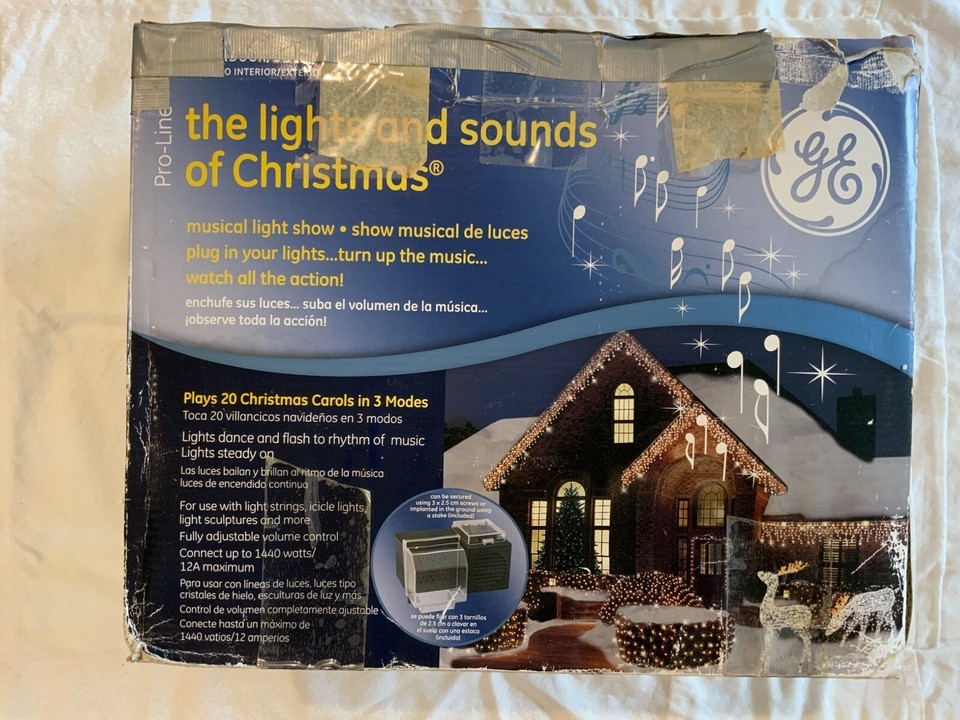 O INTERIOR/EXTERIO
Pro-Line
the lights and sounds
of Christmas®
GE
musical light show • show musical de luces
plug in your lights...turn up the music...
watch all the action!
enchufe sus luces... suba el volumen de la música...
¡observe toda la acción!
Plays 20 Christmas Carols in 3 Modes
Toca 20 villancicos navideños en 3 modos
Lights dance and flash to rhythm of music
Lights steady on
Las luces bailan y brillan al ritmo de la música
luces de encendido continuo
For use with light strings, icicle lights,
light sculptures and more
Fully adjustable volume control
Connect up to 1440 watts/
12A maximum
Para usar con líneas de luces, luces tipo
cristales de hielo, esculturas de luz y más
Control de volumen completamente ajustable
Conecte hasta un máximo de
1440 vatios/12 amperios
can be secured
using 3 x 2.5 cm screws or
implanted in the ground using
a stake (included)
se puede fijar con 3 tornillos
de 2.5 cm o clavar en
el suelo con una estaca
(incluida)